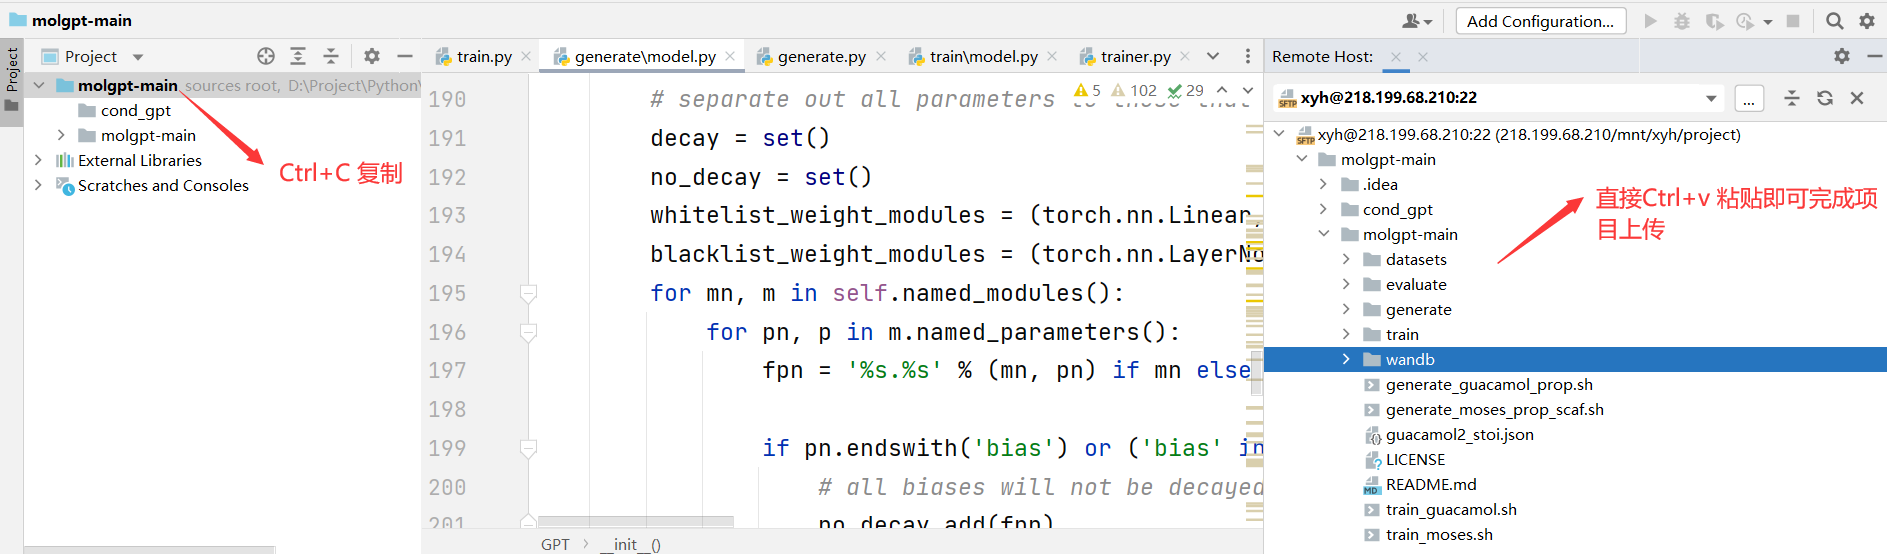 molgpt-main
Add Configuration...
Project
Project
molgpt-main sources root, D:\Project\Python\
cond_gpt
molgpt-main
External Libraries
Scratches and Consoles
Ctrl+C 复制
train.py
generate\model.py
generate.py
train\model.py
trainer.py
5 102 29
190 # separate out all parameters to those that
191 decay = set()
192 no_decay = set()
193 whitelist_weight_modules = (torch.nn.Linear,
194 blacklist_weight_modules = (torch.nn.LayerNo
195 for mn, m in self.named_modules():
196 for pn, p in m.named_parameters():
197 fpn = '%s.%s' % (mn, pn) if mn else
198
199 if pn.endswith('bias') or ('bias' in
200 # all biases will not be decayed
201 no_decay.add(fpn)
GPT > __init__()
Remote Host:
SFTP xyh@218.199.68.210:22
...
SFTP xyh@218.199.68.210:22 (218.199.68.210/mnt/xyh/project)
molgpt-main
.idea
cond_gpt
molgpt-main
datasets
evaluate
generate
train
wandb
generate_guacamol_prop.sh
generate_moses_prop_scaf.sh
guacamol2_stoi.json
LICENSE
MD README.md
train_guacamol.sh
train_moses.sh
直接Ctrl+v 粘贴即可完成项
目上传